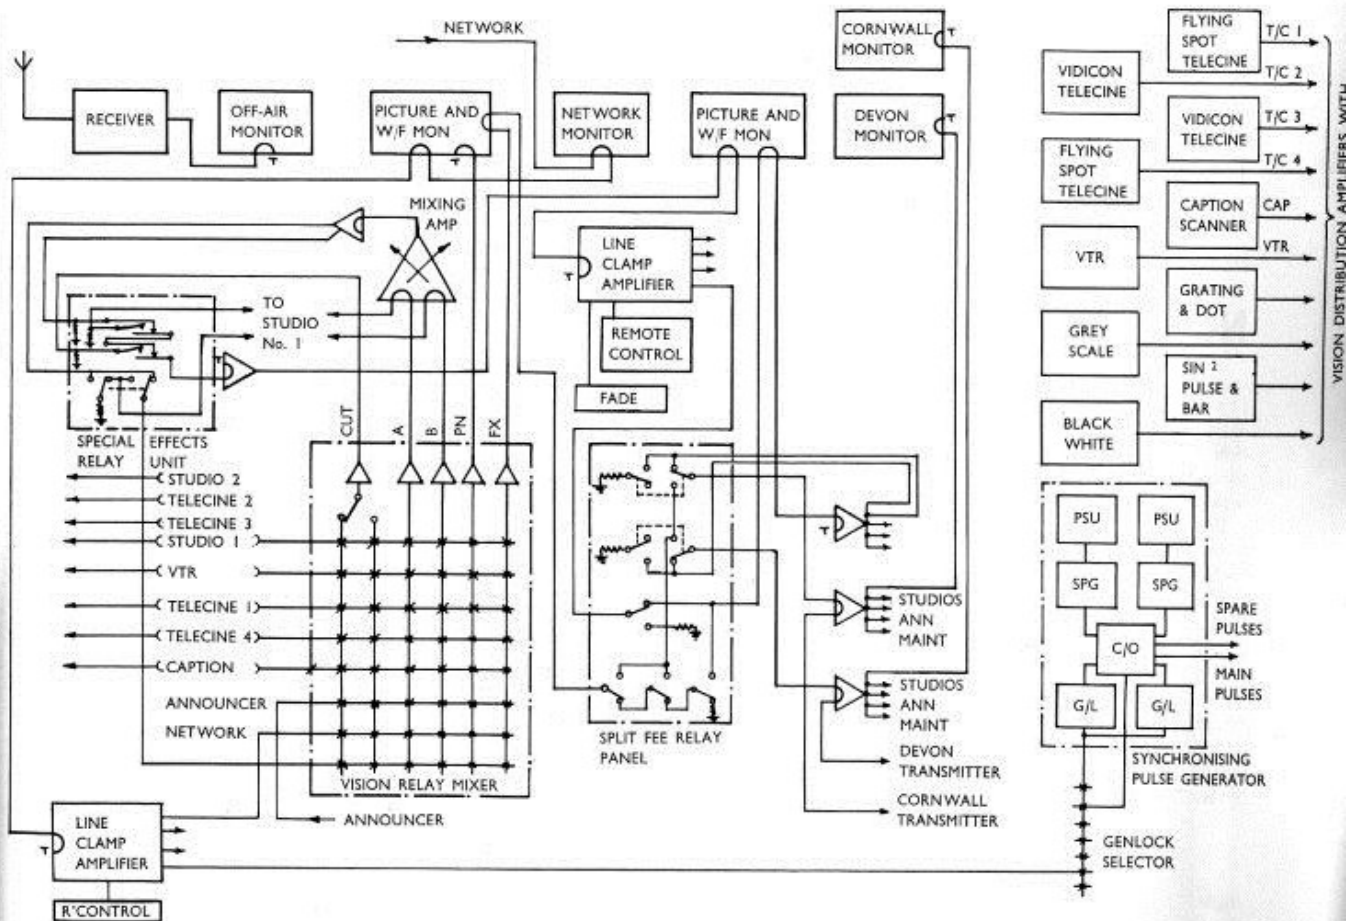 NETWORK
CORNWALL
MONITOR
FLYING
SPOT
TELECINE
T/C 1
VIDICON
TELECINE
T/C 2
RECEIVER
OFF-AIR
MONITOR
PICTURE AND
W/F MON
NETWORK
MONITOR
PICTURE AND
W/F MON
DEVON
MONITOR
VIDICON
TELECINE
T/C 3
FLYING
SPOT
TELECINE
T/C 4
VISION DISTRIBUTION AMPLIFIERS WITH
MIXING
AMP
CAPTION
SCANNER
CAP
LINE
CLAMP
AMPLIFIER
VTR
VTR
TO
STUDIO
No. 1
GRATING
& DOT
REMOTE
CONTROL
GREY
SCALE
FADE
SIN 2
PULSE &
BAR
BLACK
WHITE
CUT
A
B
PN
FX
SPECIAL EFFECTS
RELAY UNIT
STUDIO 2
TELECINE 2
TELECINE 3
STUDIO 1
VTR
TELECINE 1
TELECINE 4
CAPTION
ANNOUNCER
NETWORK
VISION RELAY MIXER
ANNOUNCER
SPLIT FEE RELAY
PANEL
STUDIOS
ANN
MAINT
STUDIOS
ANN
MAINT
DEVON
TRANSMITTER
CORNWALL
TRANSMITTER
PSU
PSU
SPG
SPG
C/O
G/L
G/L
SPARE
PULSES
MAIN
PULSES
SYNCHRONISING
PULSE GENERATOR
GENLOCK
SELECTOR
LINE
CLAMP
AMPLIFIER
R'CONTROL